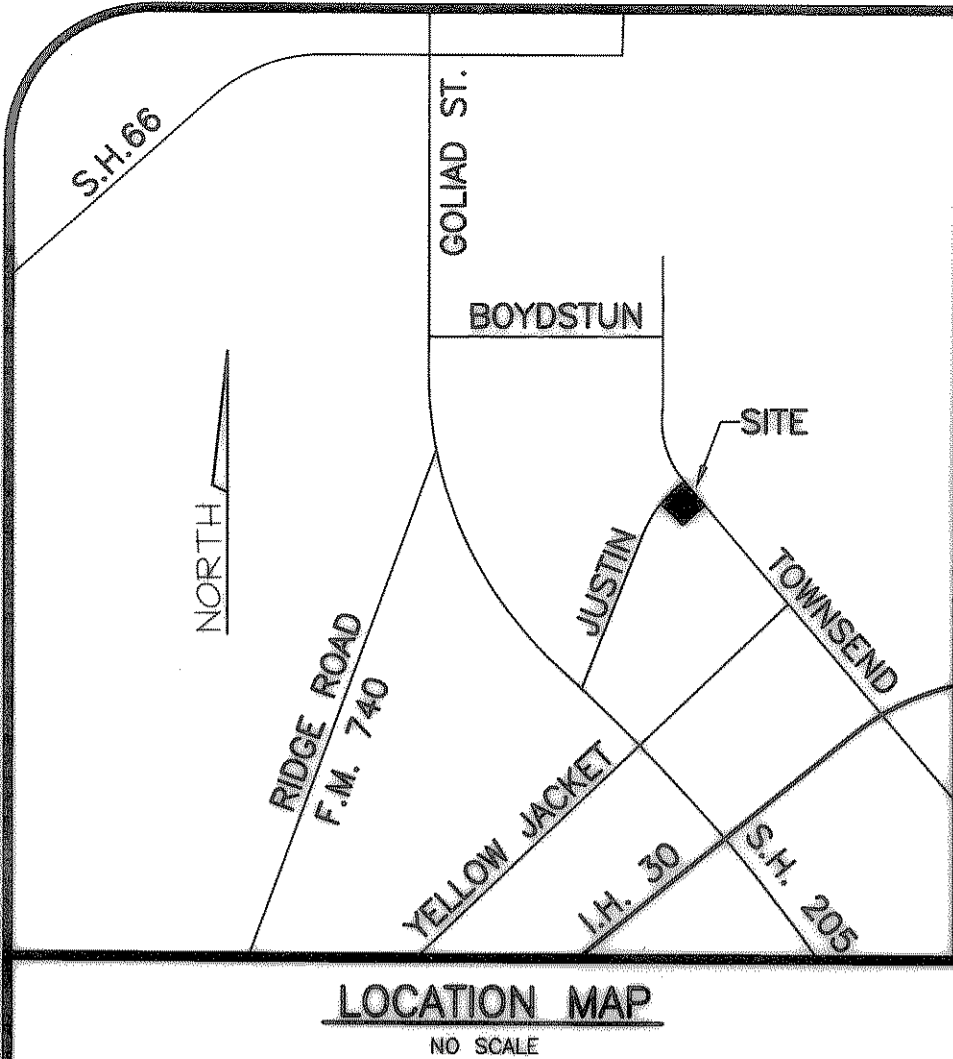 S.H.66
GOLIAD ST.
BOYDSTUN
SITE
NORTH
JUSTIN
TOWNSEND
RIDGE ROAD
F.M. 740
YELLOW JACKET
I.H. 30
S.H. 205
LOCATION MAP
NO SCALE